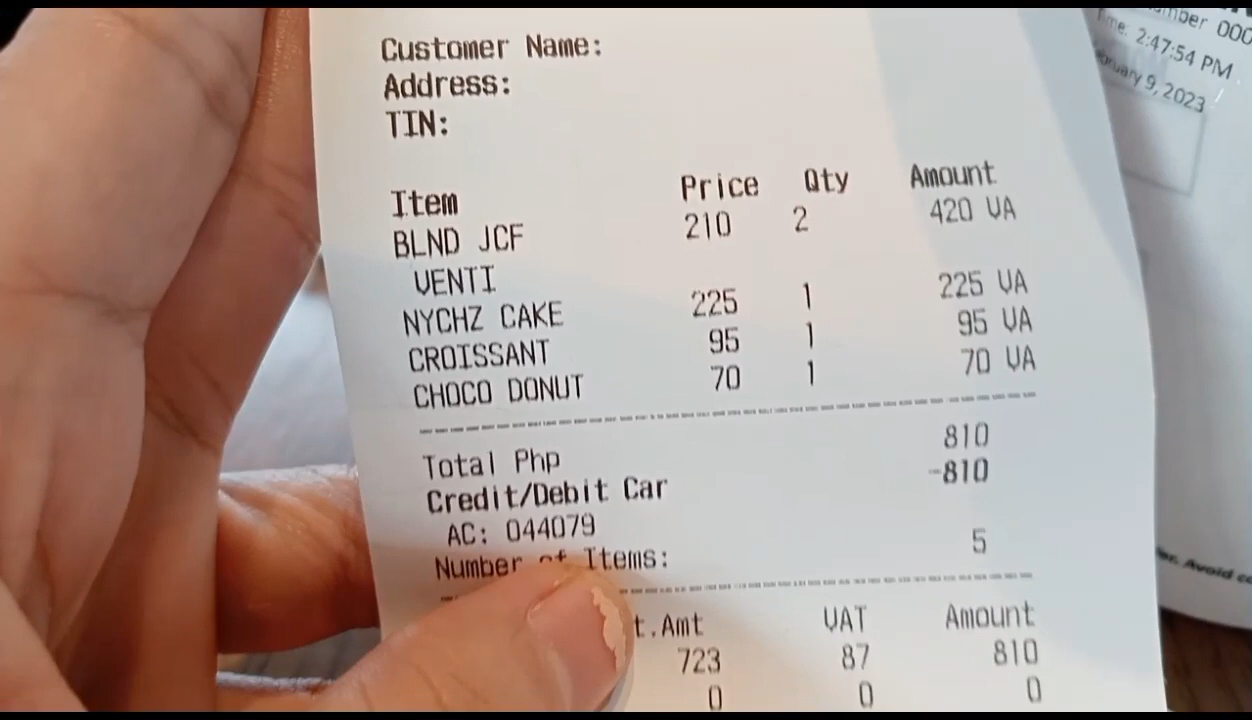 Customer Name:
Address:
TIN:
Item Price Qty Amount
BLND JCF 210 2 420 VA
VENTI
NYCHZ CAKE 225 1 225 VA
CROISSANT 95 1 95 VA
CHOCO DONUT 70 1 70 VA
Total Php 810
Credit/Debit Car -810
AC: 044079
Number of Items: 5
t.Amt VAT Amount
723 87 810
0 0 0
000
2:47:54 PM
9, 2023
Avoid